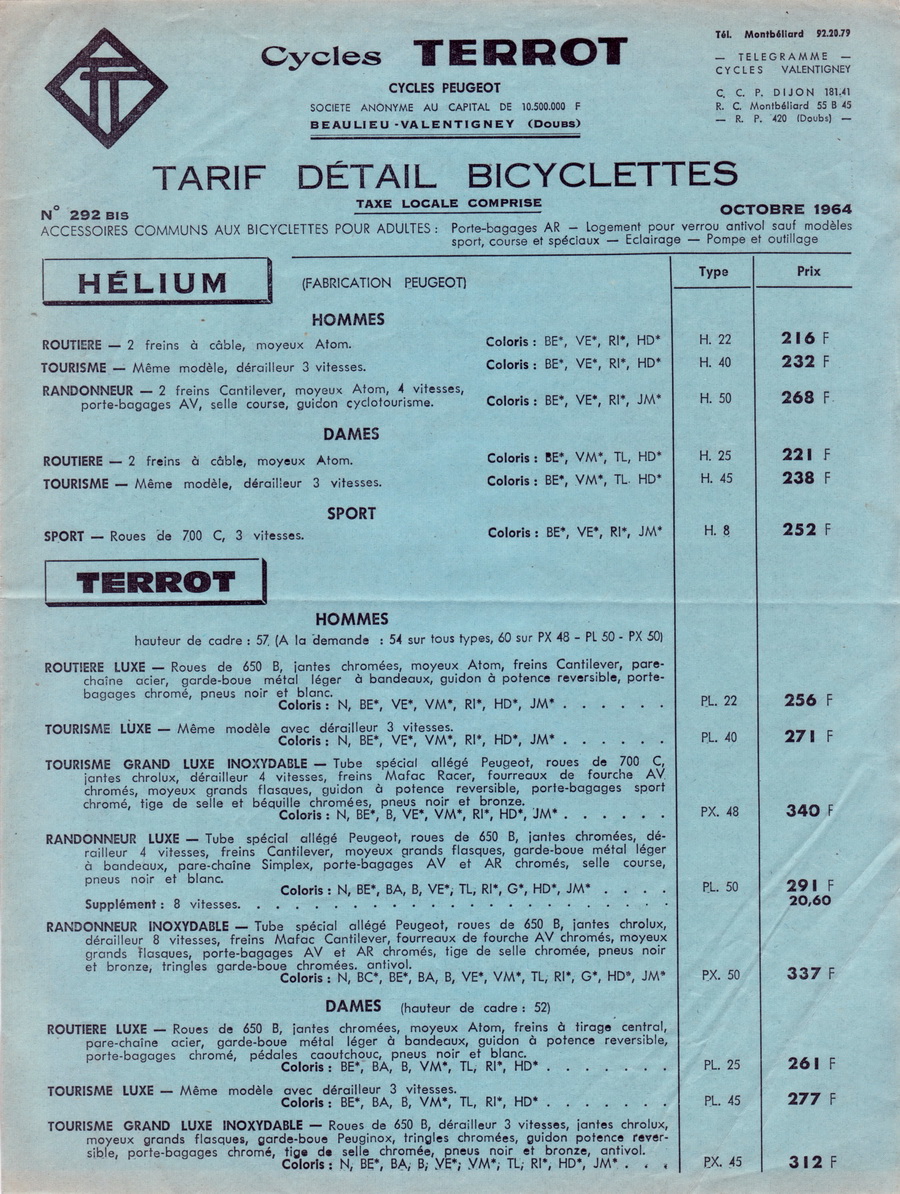 Cycles TERROT
CYCLES PEUGEOT
SOCIETE ANONYME AU CAPITAL DE 10.500.000 F
BEAULIEU-VALENTIGNEY (DOUBS)
Tél. Montbéliard 92.20.79
— TELEGRAMME —
CYCLES VALENTIGNEY
C. C. P. DIJON 181.41
R. C. Montbéliard 55 B 45
— R. P. 420 (Doubs) —
TARIF DÉTAIL BICYCLETTES
TAXE LOCALE COMPRISE
N° 292 BIS
OCTOBRE 1964
ACCESSOIRES COMMUNS AUX BICYCLETTES POUR ADULTES : Porte-bagages AR — Logement pour verrou antivol sauf modèles
sport, course et spéciaux — Eclairage — Pompe et outillage
HÉLIUM (FABRICATION PEUGEOT) Type Prix
HOMMES
ROUTIERE — 2 freins à câble, moyeux Atom. Coloris : BE*, VE*, RI*, HD* H. 22 216 F
TOURISME — Même modèle, dérailleur 3 vitesses. Coloris : BE*, VE*, RI*, HD* H. 40 232 F
RANDONNEUR — 2 freins Cantilever, moyeux Atom, 4 vitesses,
porte-bagages AV, selle course, guidon cyclotourisme. Coloris : BE*, VE*, RI*, JM* H. 50 268 F
DAMES
ROUTIERE — 2 freins à câble, moyeux Atom. Coloris : BE*, VM*, TL, HD* H. 25 221 F
TOURISME — Même modèle, dérailleur 3 vitesses. Coloris : BE*, VM*, TL. HD* H. 45 238 F
SPORT
SPORT — Roues de 700 C, 3 vitesses. Coloris : BE*, VE*, RI*, JM* H. 8 252 F
TERROT
HOMMES
hauteur de cadre : 57. (A la demande : 54 sur tous types, 60 sur PX 48 - PL 50 - PX 50)
ROUTIERE LUXE — Roues de 650 B, jantes chromées, moyeux Atom, freins Cantilever, pare-
chaîne acier, garde-boue métal léger à bandeaux, guidon à potence reversible, porte-
bagages chromé, pneus noir et blanc.
Coloris : N, BE*, VE*, VM*, RI*, HD*, JM* . . . . . . PL. 22 256 F
TOURISME LUXE — Même modèle avec dérailleur 3 vitesses.
Coloris : N, BE*, VE*, VM*, RI*, HD*, JM* . . . . . . PL. 40 271 F
TOURISME GRAND LUXE INOXYDABLE — Tube spécial allégé Peugeot, roues de 700 C,
jantes chrolux, dérailleur 4 vitesses, freins Mafac Racer, fourreaux de fourche AV
chromés, moyeux grands flasques, guidon à potence reversible, porte-bagages sport
chromé, tige de selle et béquille chromées, pneus noir et bronze.
Coloris : N, BE*, B, VE*, VM*, RI*, HD*, JM* . . . . . PX. 48 340 F
RANDONNEUR LUXE — Tube spécial allégé Peugeot, roues de 650 B, jantes chromées, dé-
railleur 4 vitesses, freins Cantilever, moyeux grands flasques, garde-boue métal léger
à bandeaux, pare-chaîne Simplex, porte-bagages AV et AR chromés, selle course,
pneus noir et blanc.
Coloris : N, BE*, BA, B, VE*, TL, RI*, G*, HD*, JM* . . . . PL. 50 291 F
Supplément : 8 vitesses. . . . . . . . . . . . . . . . . . . . . 20,60
RANDONNEUR INOXYDABLE — Tube spécial allégé Peugeot, roues de 650 B, jantes chrolux,
dérailleur 8 vitesses, freins Mafac Cantilever, fourreaux de fourche AV chromés, moyeux
grands flasques, porte-bagages AV et AR chromés, tige de selle chromée, pneus noir
et bronze, tringles garde-boue chromées. antivol.
Coloris : N, BC*, BE*, BA, B, VE*, VM*, TL, RI*, G*, HD*, JM* PX. 50 337 F
DAMES (hauteur de cadre : 52)
ROUTIERE LUXE — Roues de 650 B, jantes chromées, moyeux Atom, freins à tirage central,
pare-chaîne acier, garde-boue métal léger à bandeaux, guidon à potence reversible,
porte-bagages chromé, pédales caoutchouc, pneus noir et blanc.
Coloris : BE*, BA, B, VM*, TL, RI*, HD* . . . . . . . PL. 25 261 F
TOURISME LUXE — Même modèle avec dérailleur 3 vitesses.
Coloris : BE*, BA, B, VM*, TL, RI*, HD* . . . . . . . PL. 45 277 F
TOURISME GRAND LUXE INOXYDABLE — Roues de 650 B, dérailleur 3 vitesses, jantes chrolux,
moyeux grands flasques, garde-boue Peuginox, tringles chromées, guidon potence rever-
sible, porte-bagages chromé, tige de selle chromée, pneus noir et bronze, antivol.
Coloris : N, BE*, BA, B, VE*, VM*, TL, RI*, HD*, JM* . . . PX. 45 312 F